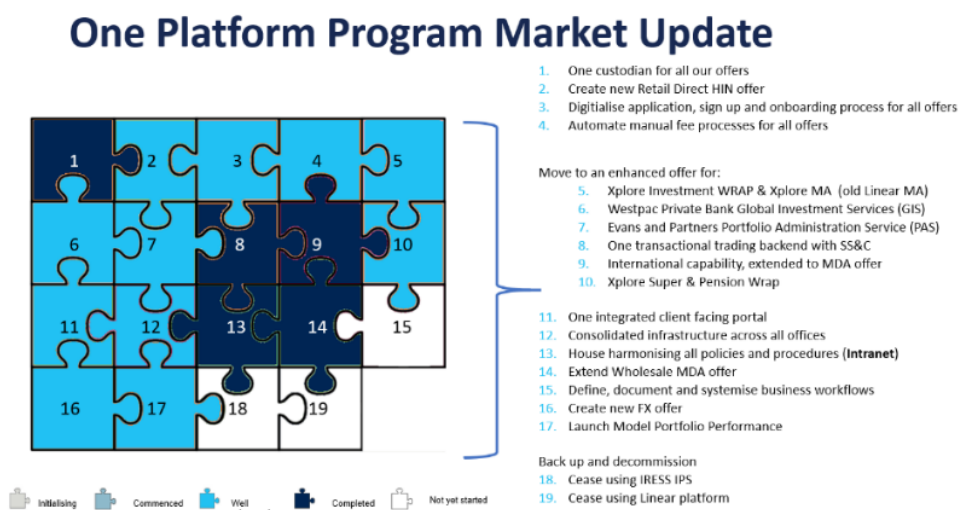 One Platform Program Market Update
1. One custodian for all our offers
2. Create new Retail Direct HIN offer
3. Digitialise application, sign up and onboarding process for all offers
4. Automate manual fee processes for all offers
Move to an enhanced offer for:
5. Xplore Investment WRAP & Xplore MA (old Linear MA)
6. Westpac Private Bank Global Investment Services (GIS)
7. Evans and Partners Portfolio Administration Service (PAS)
8. One transactional trading backend with SS&C
9. International capability, extended to MDA offer
10. Xplore Super & Pension Wrap
11. One integrated client facing portal
12. Consolidated infrastructure across all offices
13. House harmonising all policies and procedures (Intranet)
14. Extend Wholesale MDA offer
15. Define, document and systemise business workflows
16. Create new FX offer
17. Launch Model Portfolio Performance
Back up and decommission
18. Cease using IRESS IPS
19. Cease using Linear platform
1 2 3 4 5
6 7 8 9 10
11 12 13 14 15
16 17 18 19
Initialising Commenced Well Completed Not yet started